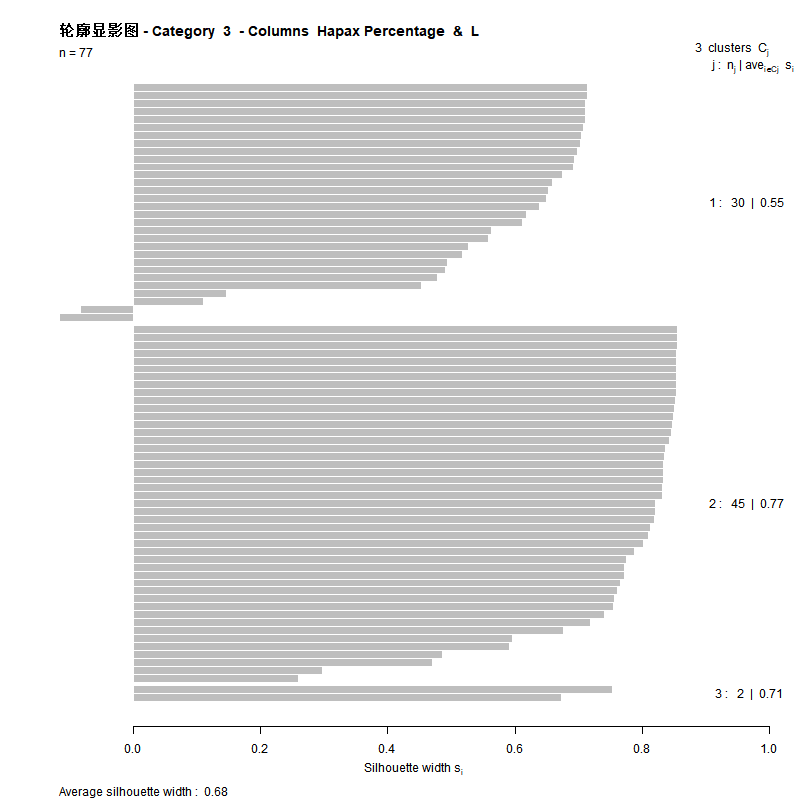 轮廓显影图 - Category 3 - Columns Hapax Percentage & L
n = 77
3 clusters Cj
j : nj | avei∈Cj si
1 : 30 | 0.55
2 : 45 | 0.77
3 : 2 | 0.71
0.0 0.2 0.4 0.6 0.8 1.0
Silhouette width si
Average silhouette width : 0.68